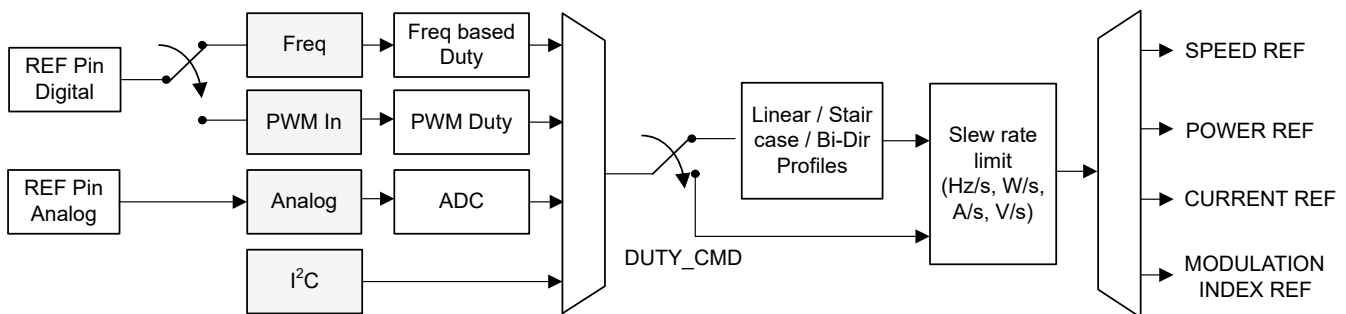 REF Pin
Digital
Freq
Freq based
Duty
PWM In
PWM Duty
REF Pin
Analog
Analog
ADC
I²C
DUTY_CMD
Linear / Stair
case / Bi-Dir
Profiles
Slew rate
limit
(Hz/s, W/s,
A/s, V/s)
SPEED REF
POWER REF
CURRENT REF
MODULATION
INDEX REF